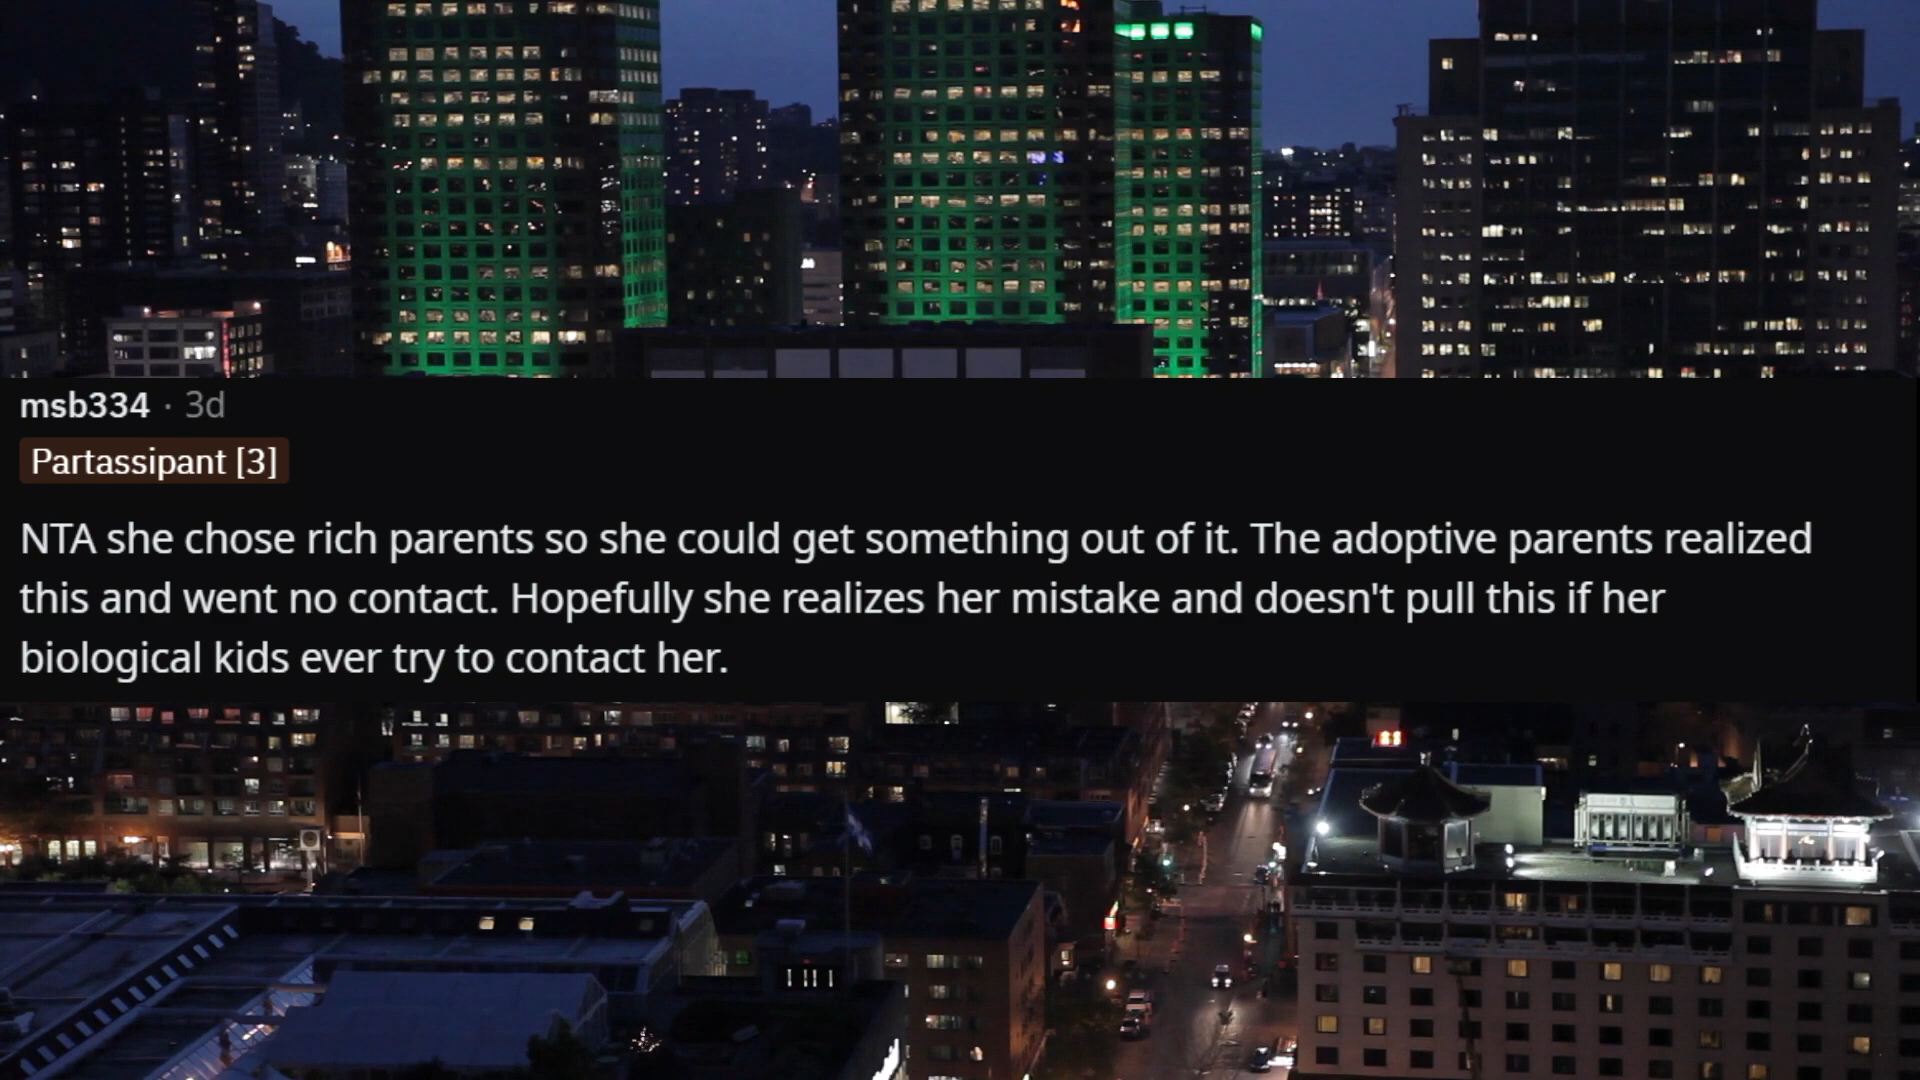 msb334 · 3d
Partassipant [3]
NTA she chose rich parents so she could get something out of it. The adoptive parents realized
this and went no contact. Hopefully she realizes her mistake and doesn't pull this if her
biological kids ever try to contact her.